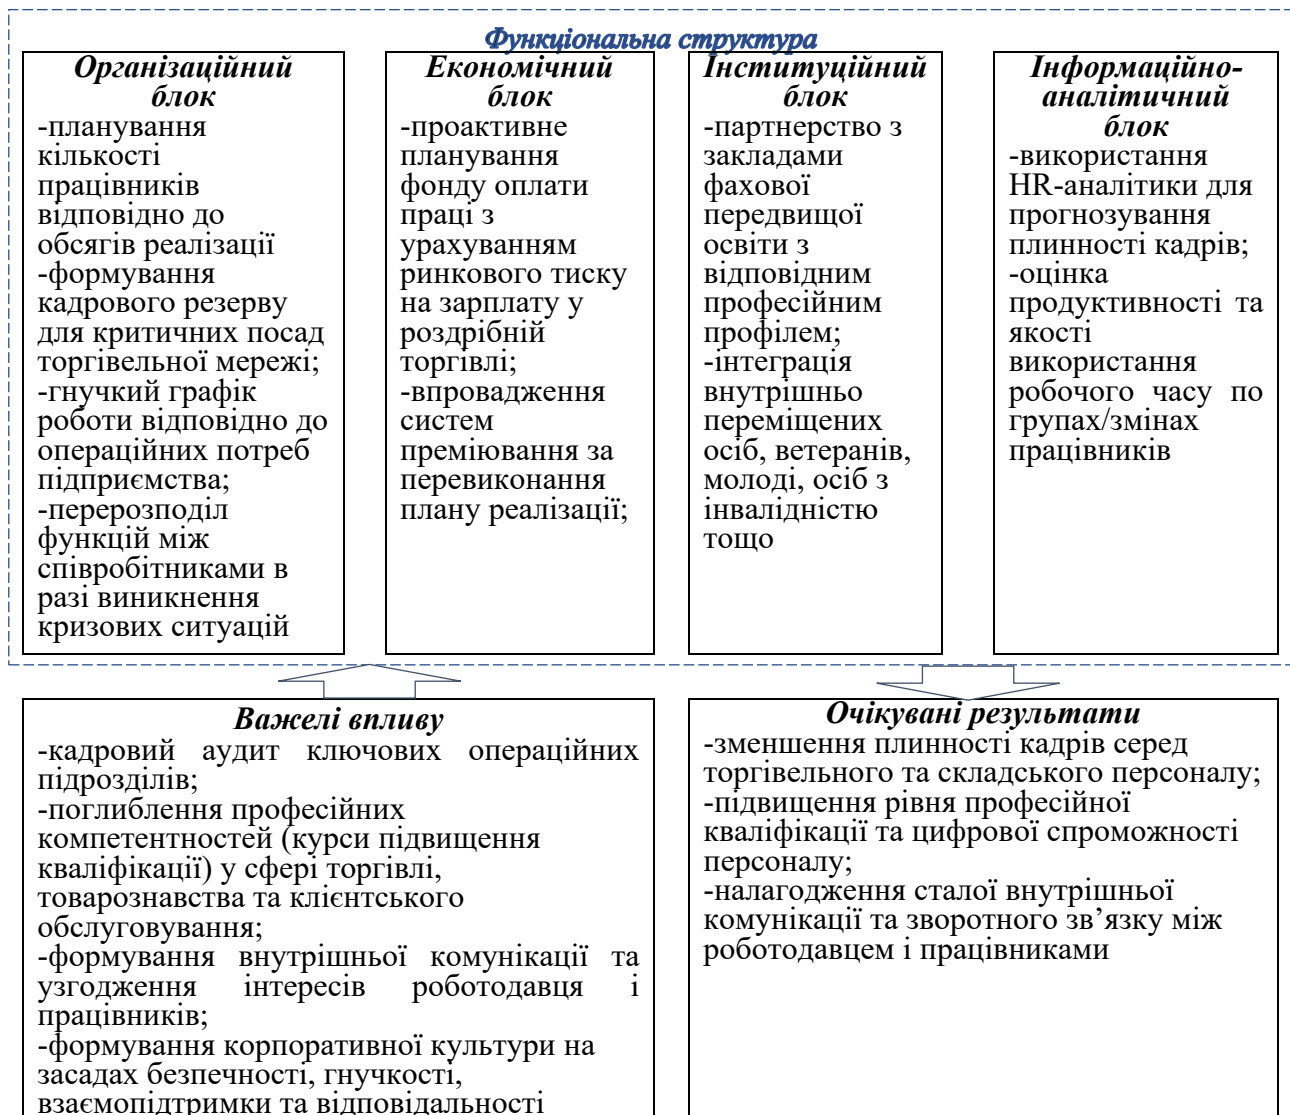 Функціональна структура
Організаційний
блок
-планування
кількості
працівників
відповідно до
обсягів реалізації
-формування
кадрового резерву
для критичних посад
торгівельної мережі;
-гнучкий графік
роботи відповідно до
операційних потреб
підприємства;
-перерозподіл
функцій між
співробітниками в
разі виникнення
кризових ситуацій
Економічний
блок
-проактивне
планування
фонду оплати
праці з
урахуванням
ринкового тиску
на зарплату у
роздрібній
торгівлі;
-впровадження
систем
преміювання за
перевиконання
плану реалізації;
Інституційний
блок
-партнерство з
закладами
фахової
передвищої
освіти з
відповідним
професійним
профілем;
-інтеграція
внутрішньо
переміщених
осіб, ветеранів,
молоді, осіб з
інвалідністю
тощо
Інформаційно-
аналітичний
блок
-використання
HR-аналітики для
прогнозування
плинності кадрів;
-оцінка
продуктивності та
якості
використання
робочого часу по
групах/змінах
працівників
Важелі впливу
-кадровий аудит ключових операційних
підрозділів;
-поглиблення професійних
компетентностей (курси підвищення
кваліфікації) у сфері торгівлі,
товарознавства та клієнтського
обслуговування;
-формування внутрішньої комунікації та
узгодження інтересів роботодавця і
працівників;
-формування корпоративної культури на
засадах безпечності, гнучкості,
взаємопідтримки та відповідальності
Очікувані результати
-зменшення плинності кадрів серед
торгівельного та складського персоналу;
-підвищення рівня професійної
кваліфікації та цифрової спроможності
персоналу;
-налагодження сталої внутрішньої
комунікації та зворотного зв’язку між
роботодавцем і працівниками